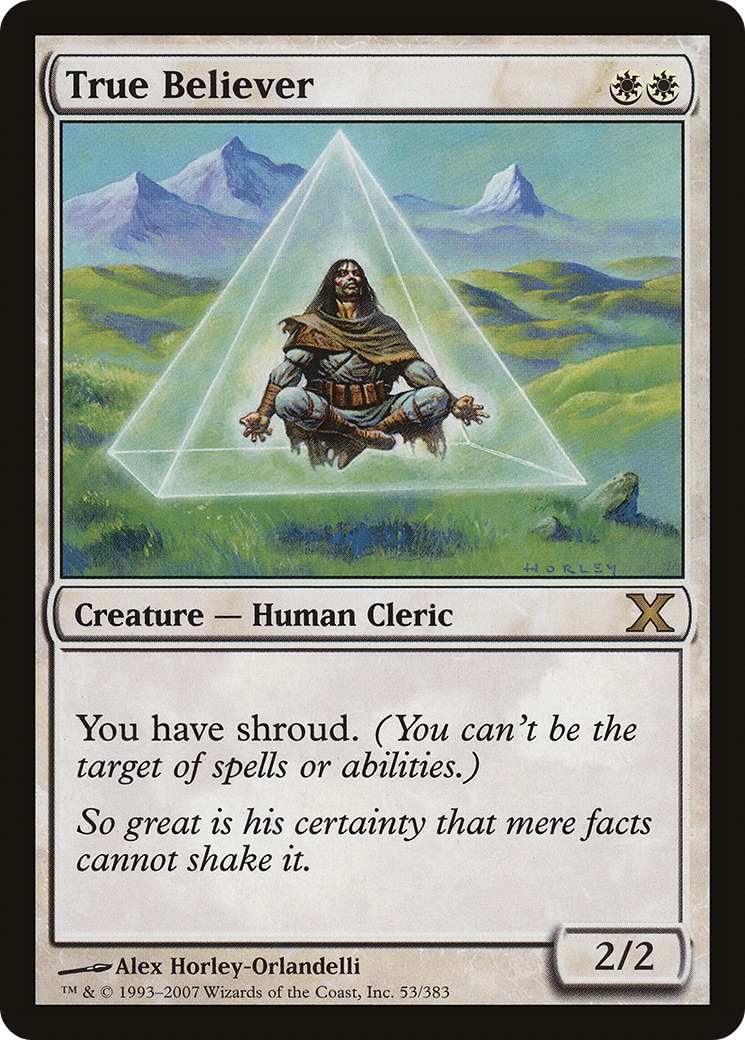 True Believer
HORLEY
Creature — Human Cleric
X
You have shroud. (You can't be the
target of spells or abilities.)
So great is his certainty that mere facts
cannot shake it.
2/2
Alex Horley-Orlandelli
™ & © 1993–2007 Wizards of the Coast, Inc. 53/383